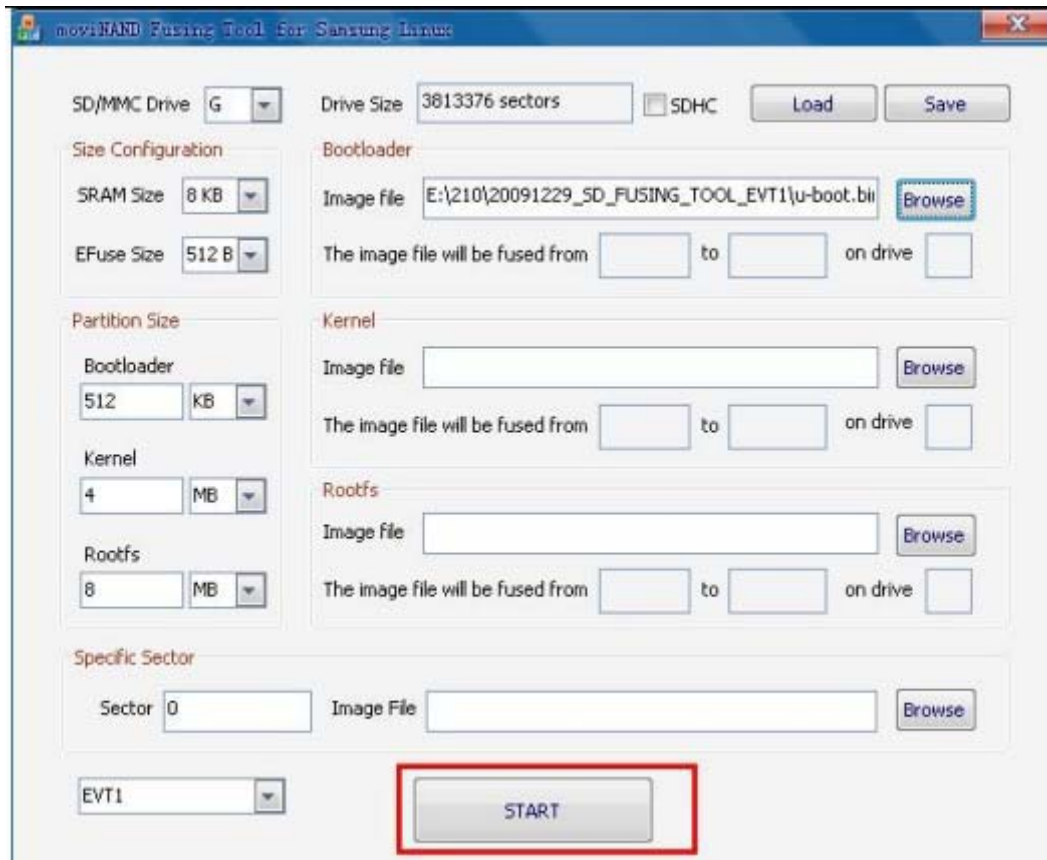 moviNAND Fusing Tool for Sansung Linux
SD/MMC Drive G Drive Size 3813376 sectors SDHC Load Save
Size Configuration Bootloader
SRAM Size 8 KB Image file E:\210\20091229_SD_FUSING_TOOL_EVT1\u-boot.bin Browse
EFuse Size 512 B The image file will be fused from to on drive
Partition Size Kernel
Bootloader Image file Browse
512 KB
The image file will be fused from to on drive
Kernel
4 MB Rootfs
Image file Browse
Rootfs
8 MB The image file will be fused from to on drive
Specific Sector
Sector 0 Image File Browse
EVT1 START